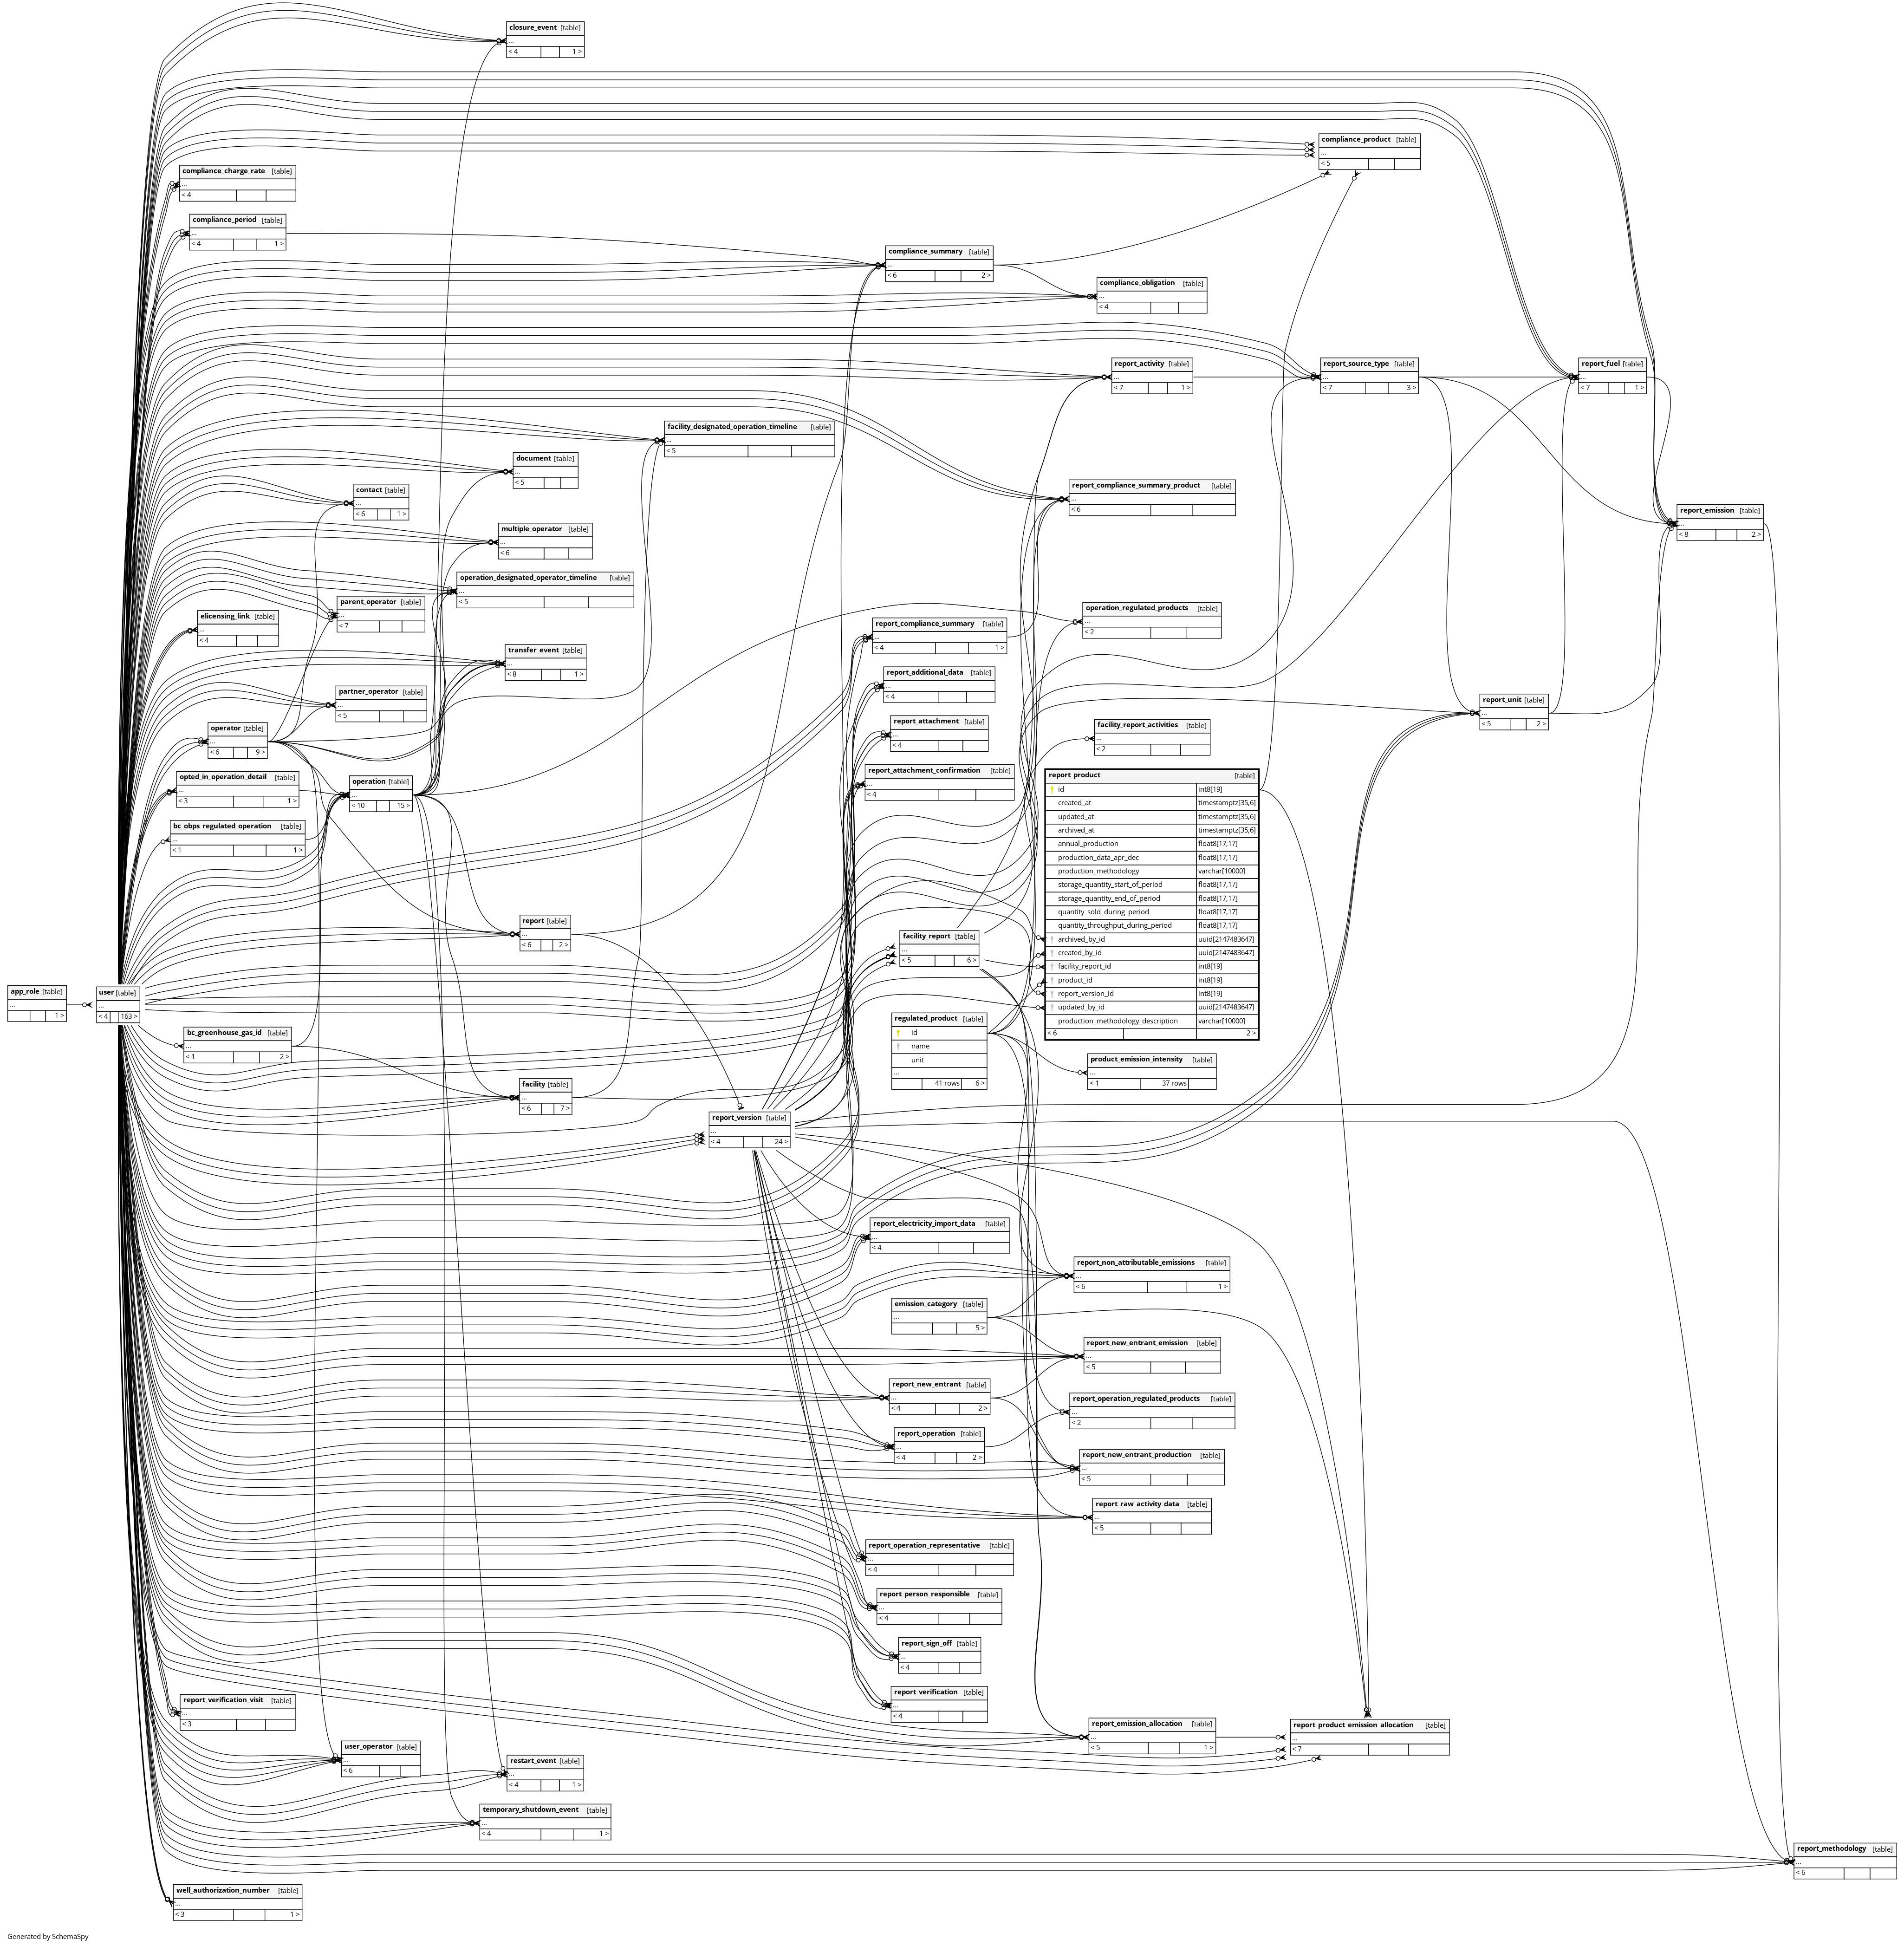 closure_event [table]
...
< 4 1 >
compliance_product [table]
...
< 5
compliance_charge_rate [table]
...
< 4
compliance_period [table]
...
< 4 1 >
compliance_summary [table]
...
< 6 2 >
compliance_obligation [table]
...
< 4
report_activity [table]
...
< 7 1 >
report_source_type [table]
...
< 7 3 >
report_fuel [table]
...
< 7 1 >
facility_designated_operation_timeline [table]
...
< 5
document [table]
...
< 5
contact [table]
...
< 6 1 >
report_compliance_summary_product [table]
...
< 6
report_emission [table]
...
< 8 2 >
multiple_operator [table]
...
< 6
operation_designated_operator_timeline [table]
...
< 5
parent_operator [table]
...
< 7
elicensing_link [table]
...
< 4
operation_regulated_products [table]
...
< 2
report_compliance_summary [table]
...
< 4 1 >
transfer_event [table]
...
< 8 1 >
report_additional_data [table]
...
< 4
partner_operator [table]
...
< 5
report_unit [table]
...
< 5 2 >
operator [table]
...
< 6 9 >
report_attachment [table]
...
< 4
facility_report_activities [table]
...
< 2
opted_in_operation_detail [table]
...
< 3 1 >
operation [table]
...
< 10 15 >
report_attachment_confirmation [table]
...
< 4
report_product [table]
id int8[19]
created_at timestamptz[35,6]
updated_at timestamptz[35,6]
archived_at timestamptz[35,6]
annual_production float8[17,17]
production_data_apr_dec float8[17,17]
production_methodology varchar[10000]
storage_quantity_start_of_period float8[17,17]
storage_quantity_end_of_period float8[17,17]
quantity_sold_during_period float8[17,17]
quantity_throughput_during_period float8[17,17]
archived_by_id uuid[2147483647]
created_by_id uuid[2147483647]
facility_report_id int8[19]
product_id int8[19]
report_version_id int8[19]
updated_by_id uuid[2147483647]
production_methodology_description varchar[10000]
< 6 2 >
bc_obps_regulated_operation [table]
...
< 1 1 >
report [table]
...
< 6 2 >
facility_report [table]
...
< 5 6 >
app_role [table]
...
1 >
user [table]
...
< 4 163 >
bc_greenhouse_gas_id [table]
...
< 1 2 >
regulated_product [table]
id
name
unit
...
41 rows 6 >
product_emission_intensity [table]
...
< 1 37 rows
facility [table]
...
< 6 7 >
report_version [table]
...
< 4 24 >
report_electricity_import_data [table]
...
< 4
report_non_attributable_emissions [table]
...
< 6 1 >
emission_category [table]
...
5 >
report_new_entrant_emission [table]
...
< 5
report_new_entrant [table]
...
< 4 2 >
report_operation_regulated_products [table]
...
< 2
report_operation [table]
...
< 4 2 >
report_new_entrant_production [table]
...
< 5
report_raw_activity_data [table]
...
< 5
report_operation_representative [table]
...
< 4
report_person_responsible [table]
...
< 4
report_sign_off [table]
...
< 4
report_verification [table]
...
< 4
report_verification_visit [table]
...
< 3
report_emission_allocation [table]
...
< 5 1 >
report_product_emission_allocation [table]
...
< 7
user_operator [table]
...
< 6
restart_event [table]
...
< 4 1 >
temporary_shutdown_event [table]
...
< 4 1 >
report_methodology [table]
...
< 6
well_authorization_number [table]
...
< 3 1 >
Generated by SchemaSpy